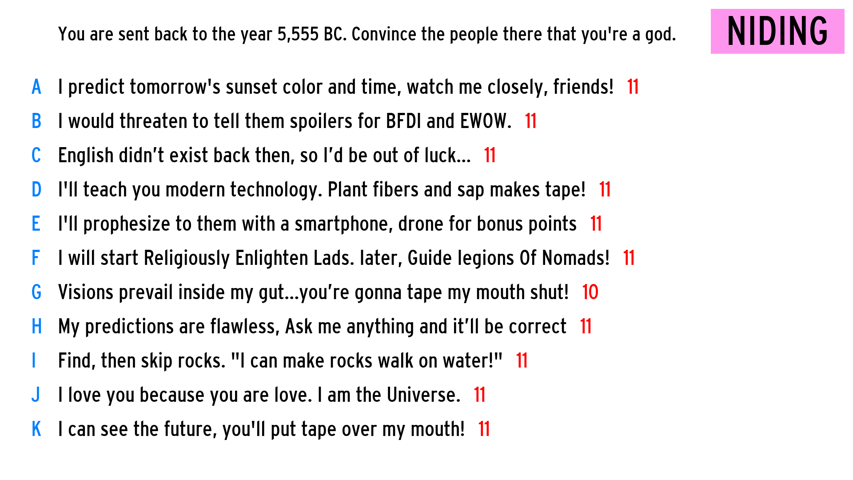 You are sent back to the year 5,555 BC. Convince the people there that you're a god.
NIDING
A I predict tomorrow's sunset color and time, watch me closely, friends! 11
B I would threaten to tell them spoilers for BFDI and EWOW. 11
C English didn’t exist back then, so I’d be out of luck... 11
D I'll teach you modern technology. Plant fibers and sap makes tape! 11
E I'll prophesize to them with a smartphone, drone for bonus points 11
F I will start Religiously Enlighten Lads. later, Guide legions Of Nomads! 11
G Visions prevail inside my gut...you’re gonna tape my mouth shut! 10
H My predictions are flawless, Ask me anything and it’ll be correct 11
I Find, then skip rocks. "I can make rocks walk on water!" 11
J I love you because you are love. I am the Universe. 11
K I can see the future, you'll put tape over my mouth! 11